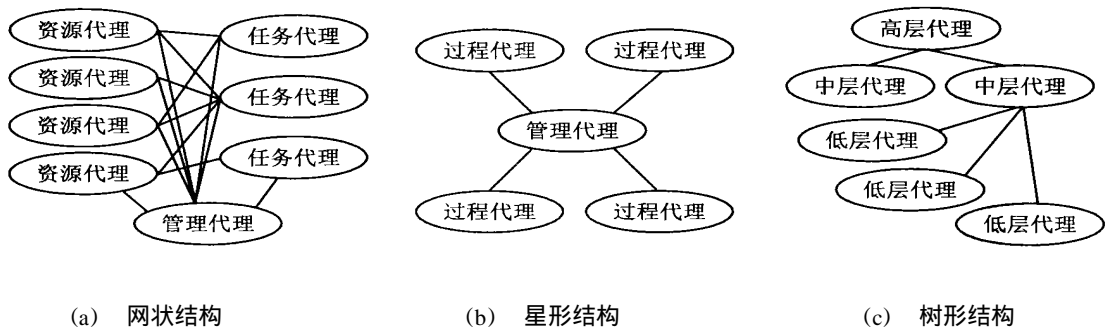 资源代理
任务代理
资源代理
资源代理
任务代理
资源代理
任务代理
管理代理
(a) 网状结构
过程代理
过程代理
管理代理
过程代理
过程代理
(b) 星形结构
高层代理
中层代理
中层代理
低层代理
低层代理
低层代理
(c) 树形结构